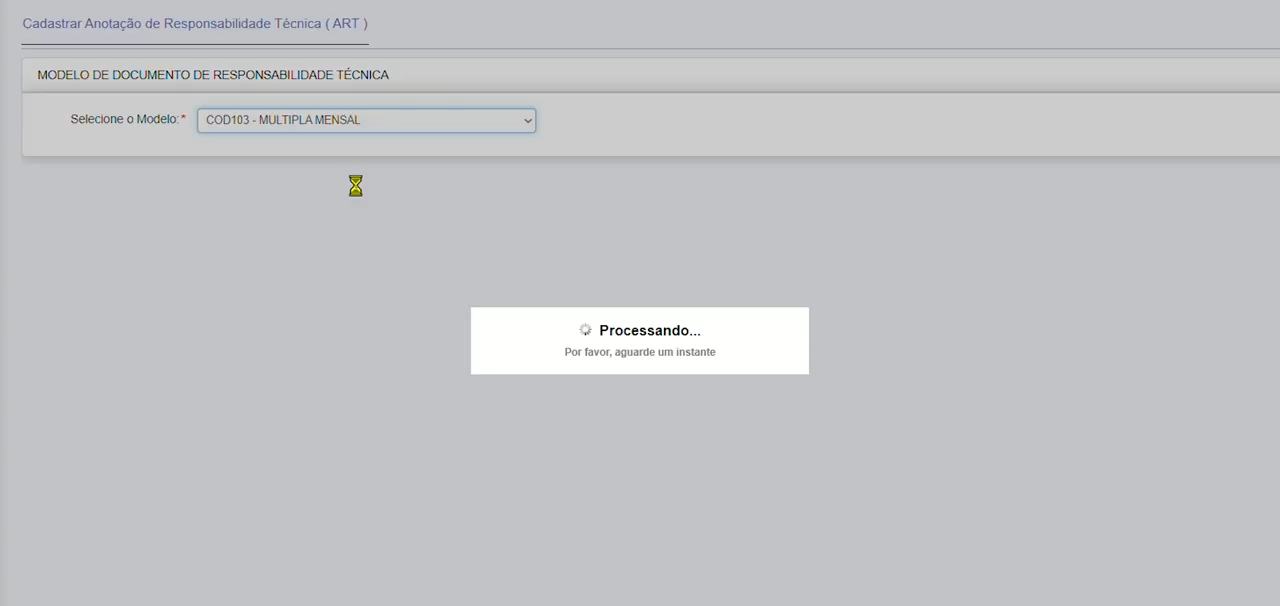 Cadastrar Anotação de Responsabilidade Técnica ( ART )
MODELO DE DOCUMENTO DE RESPONSABILIDADE TÉCNICA
Selecione o Modelo:* COD103 - MULTIPLA MENSAL
Processando...
Por favor, aguarde um instante